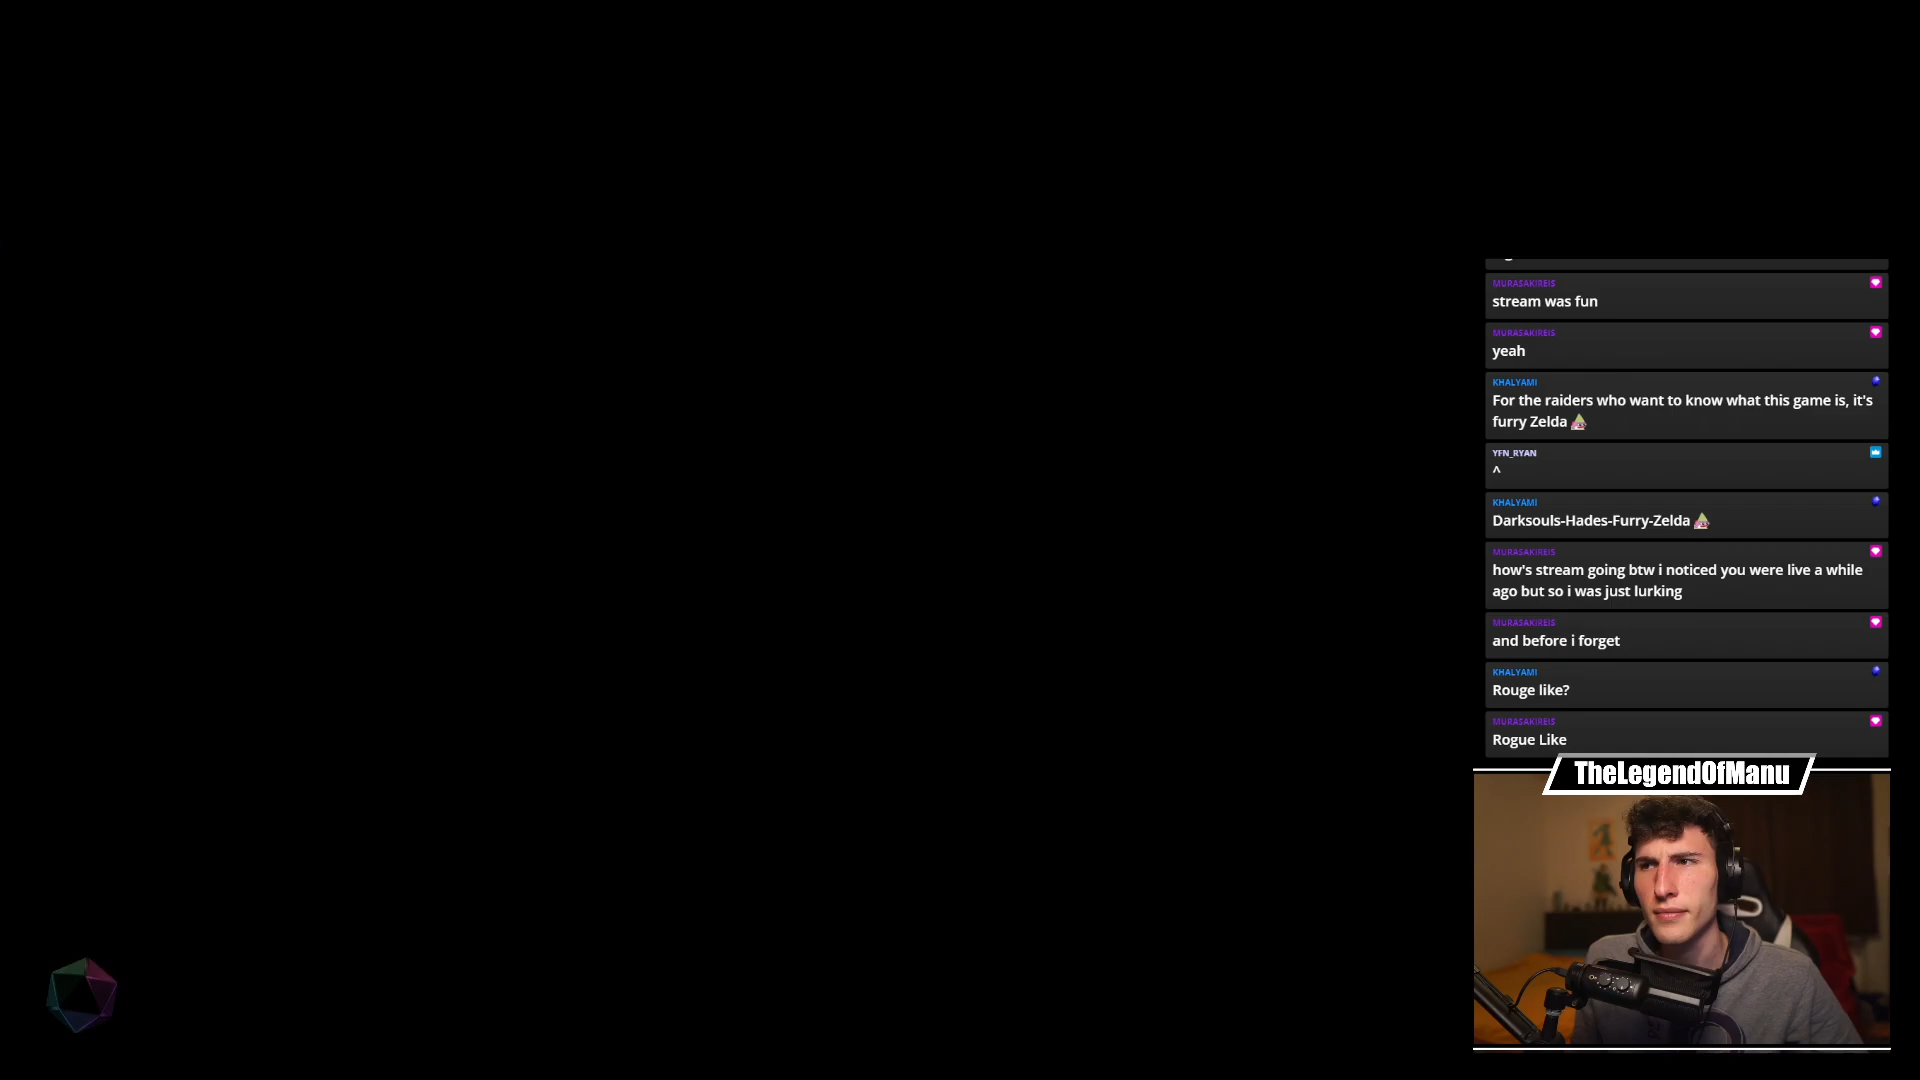 MURASAKIREIS
stream was fun
MURASAKIREIS
yeah
KHALYAMI
For the raiders who want to know what this game is, it's
furry Zelda
YFN_RYAN
^
KHALYAMI
Darksouls-Hades-Furry-Zelda
MURASAKIREIS
how's stream going btw i noticed you were live a while
ago but so i was just lurking
MURASAKIREIS
and before i forget
KHALYAMI
Rouge like?
MURASAKIREIS
Rogue Like
TheLegendOfManu